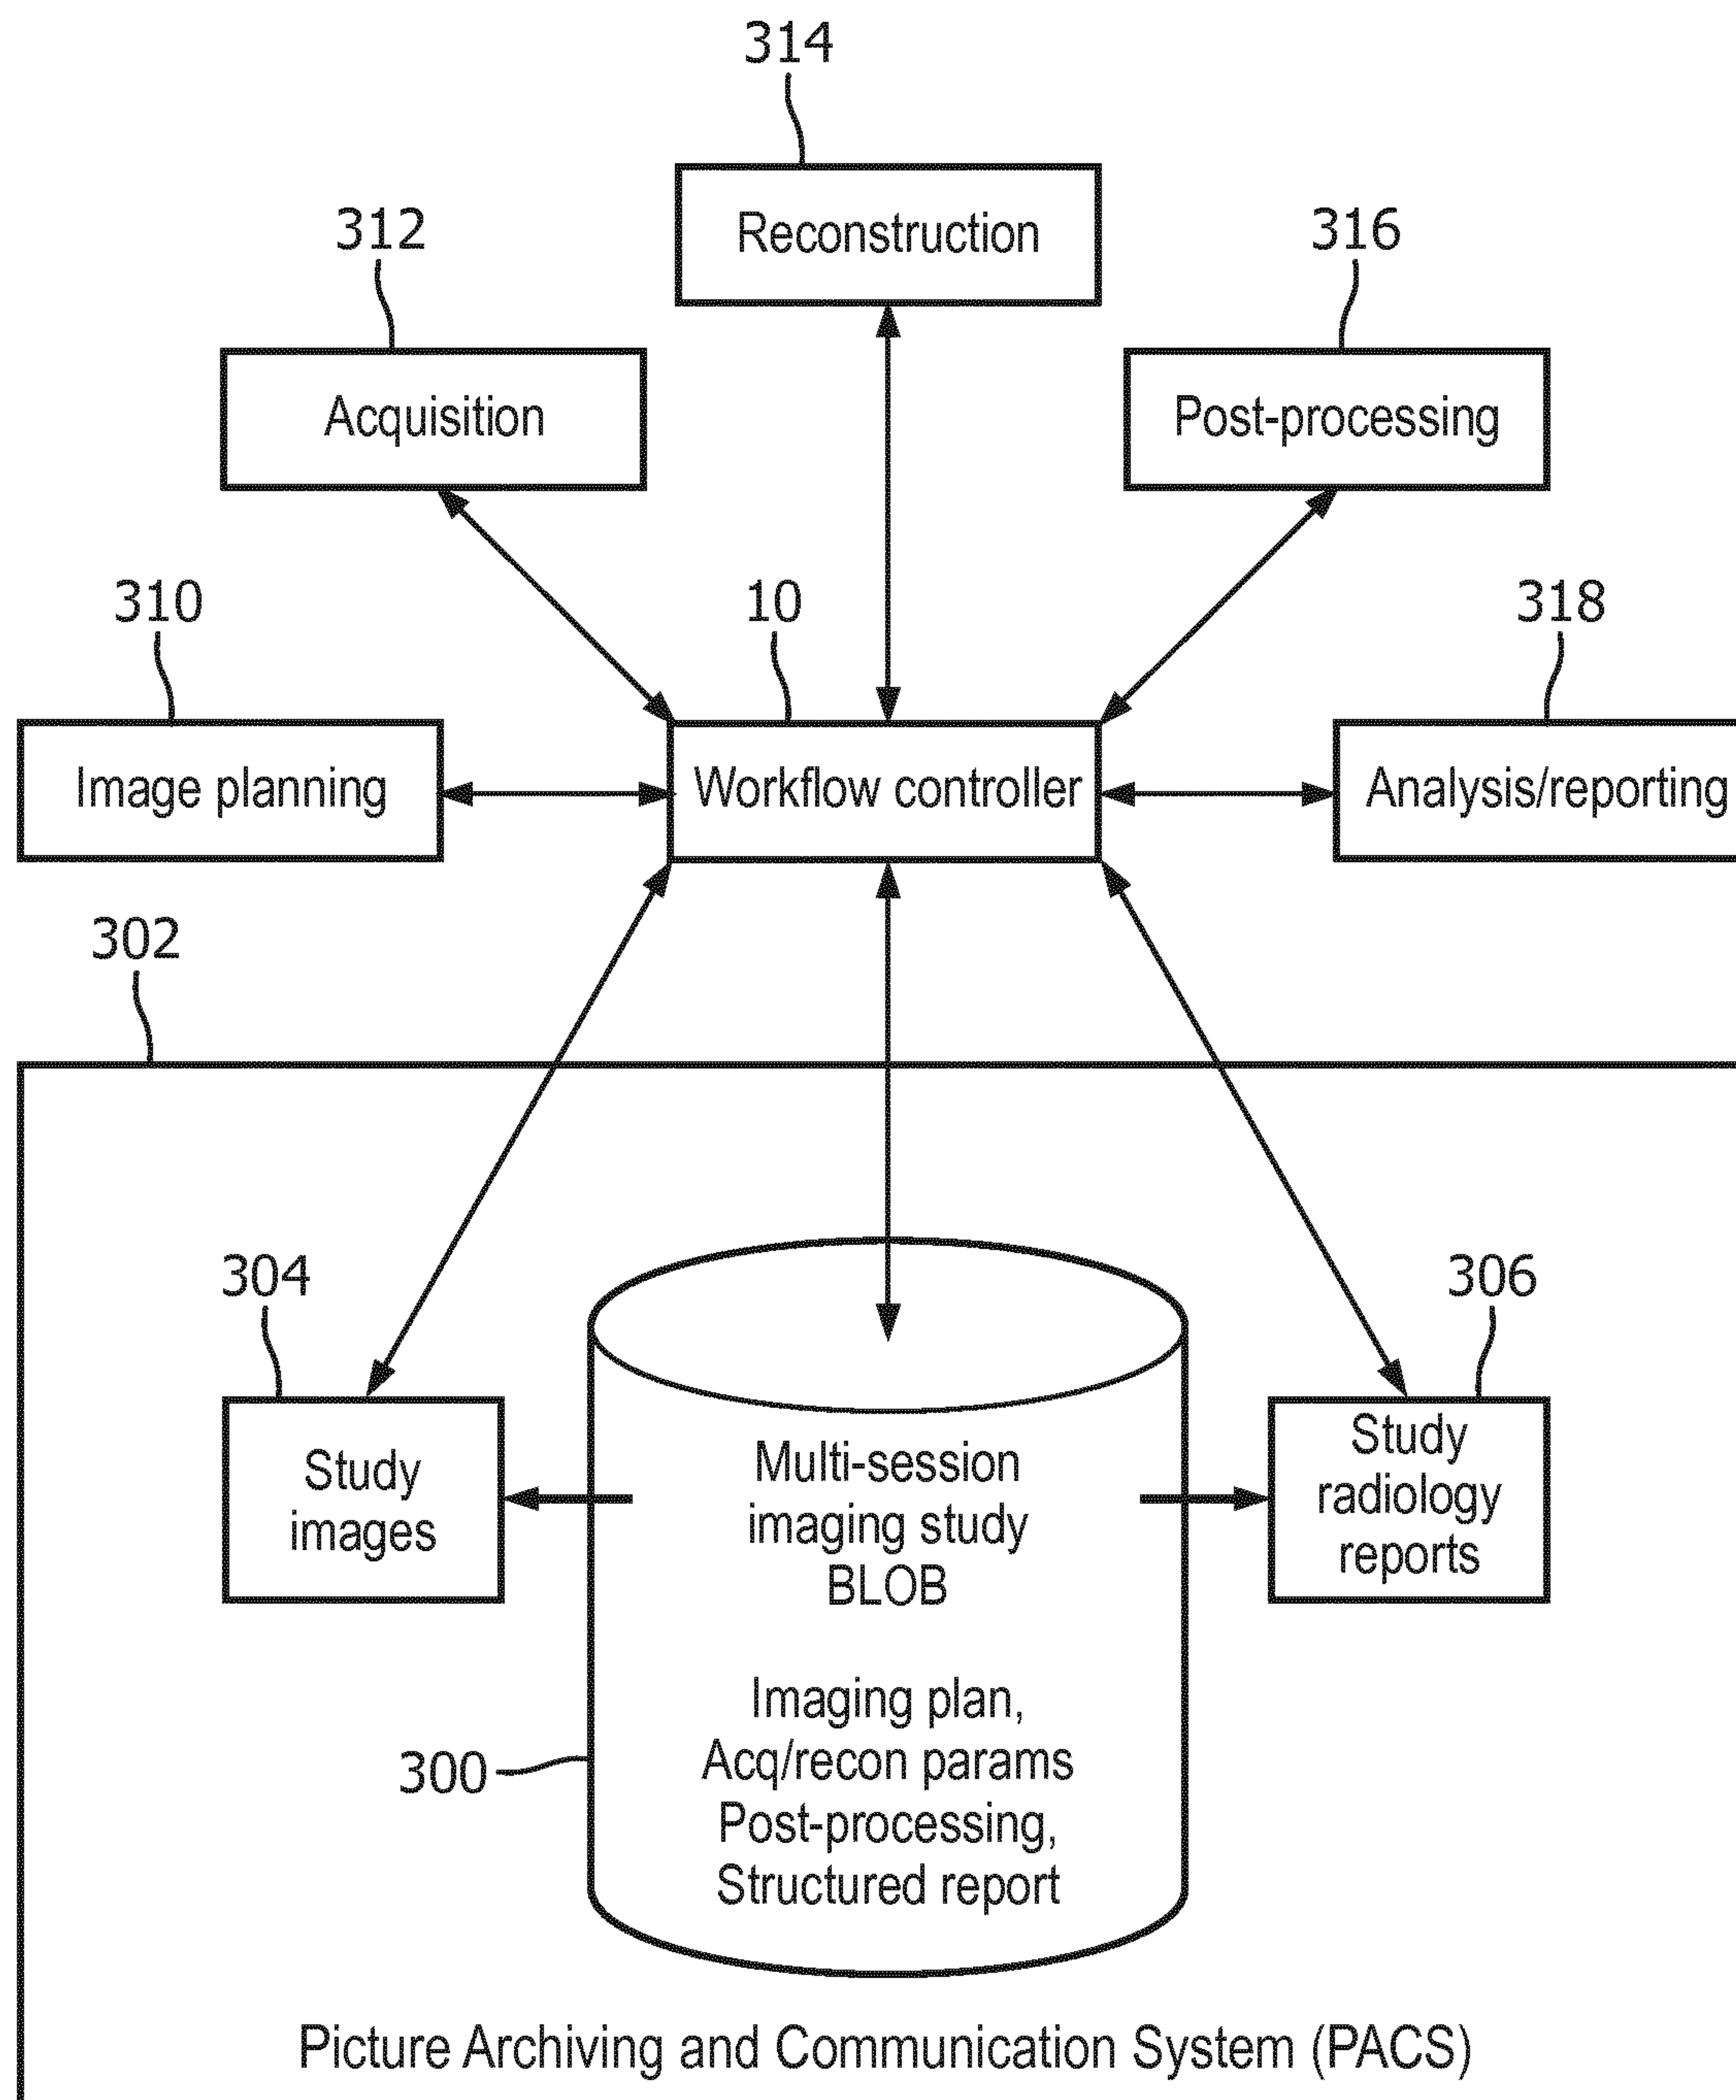 314
Reconstruction
312
316
Acquisition
Post-processing
310
10
318
Image planning
Workflow controller
Analysis/reporting
302
304
306
Study
images
Multi-session
imaging study
BLOB
Study
radiology
reports
Imaging plan,
Acq/recon params
Post-processing,
Structured report
300
Picture Archiving and Communication System (PACS)